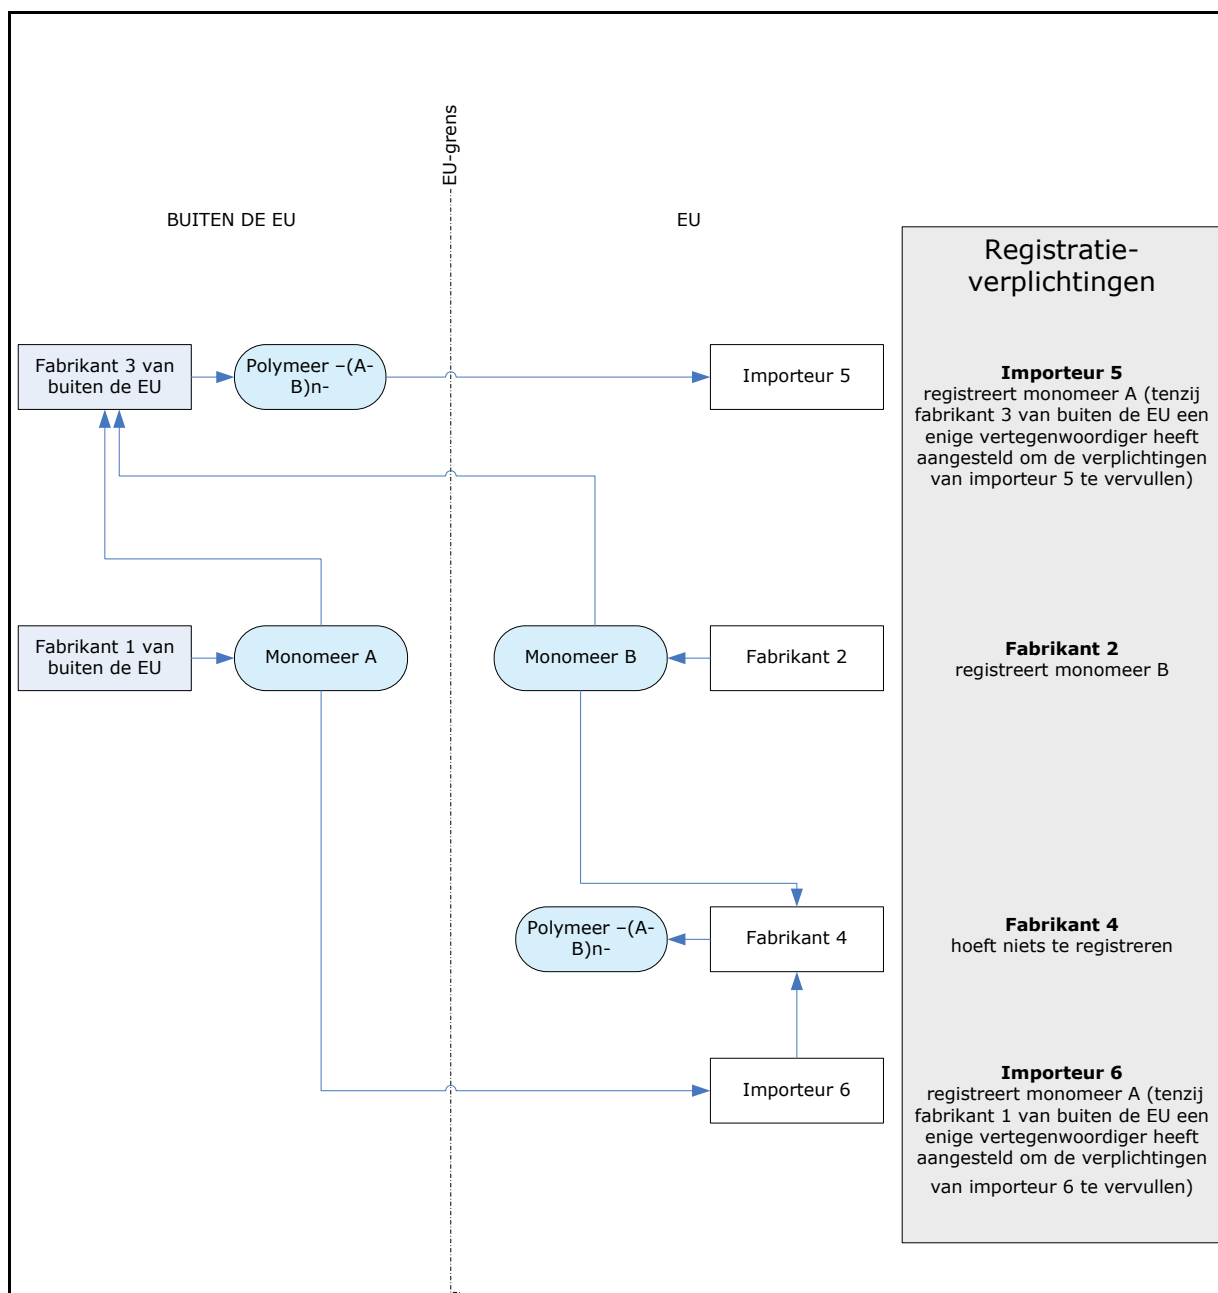 EU-grens
BUITEN DE EU
EU
Registratie-
verplichtingen
Fabrikant 3 van
buiten de EU
Polymeer –(A-
B)n-
Importeur 5
Importeur 5
registreert monomeer A (tenzij
fabrikant 3 van buiten de EU een
enige vertegenwoordiger heeft
aangesteld om de verplichtingen
van importeur 5 te vervullen)
Fabrikant 1 van
buiten de EU
Monomeer A
Monomeer B
Fabrikant 2
Fabrikant 2
registreert monomeer B
Polymeer –(A-
B)n-
Fabrikant 4
Fabrikant 4
hoeft niets te registreren
Importeur 6
Importeur 6
registreert monomeer A (tenzij
fabrikant 1 van buiten de EU een
enige vertegenwoordiger heeft
aangesteld om de verplichtingen
van importeur 6 te vervullen)